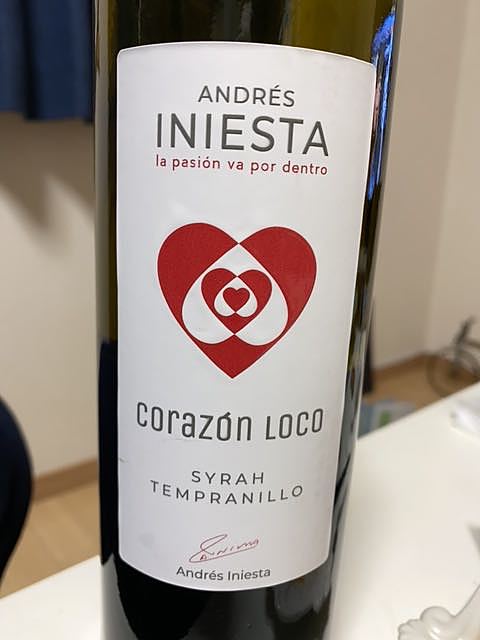 ANDRÉS
INIESTA
la pasión va por dentro
corazón Loco
SYRAH
TEMPRANILLO
Andrés Iniesta